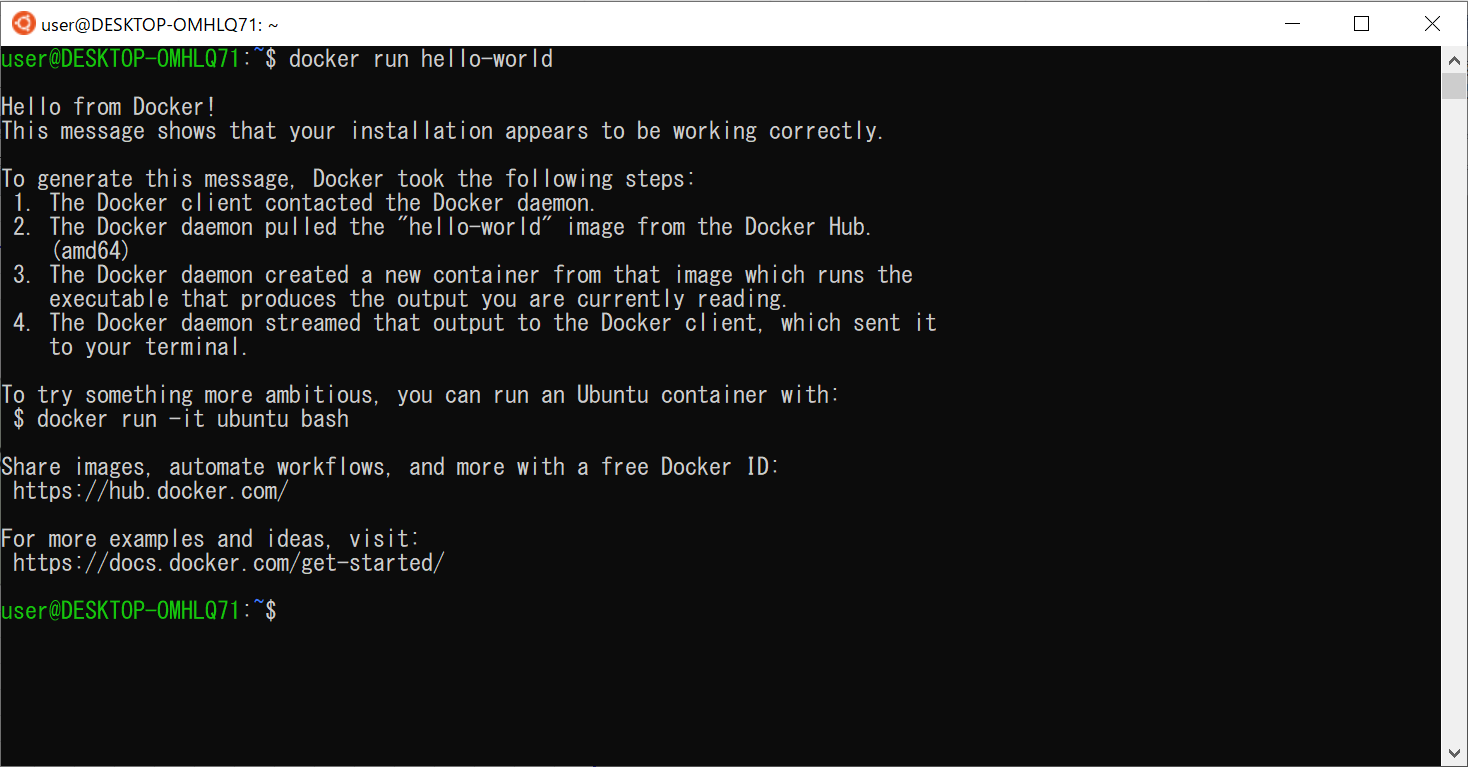 user@DESKTOP-OMHLQ71: ~
user@DESKTOP-OMHLQ71:~$ docker run hello-world
Hello from Docker!
This message shows that your installation appears to be working correctly.
To generate this message, Docker took the following steps:
1. The Docker client contacted the Docker daemon.
2. The Docker daemon pulled the "hello-world" image from the Docker Hub.
(amd64)
3. The Docker daemon created a new container from that image which runs the
executable that produces the output you are currently reading.
4. The Docker daemon streamed that output to the Docker client, which sent it
to your terminal.
To try something more ambitious, you can run an Ubuntu container with:
$ docker run -it ubuntu bash
Share images, automate workflows, and more with a free Docker ID:
https://hub.docker.com/
For more examples and ideas, visit:
https://docs.docker.com/get-started/
user@DESKTOP-OMHLQ71:~$